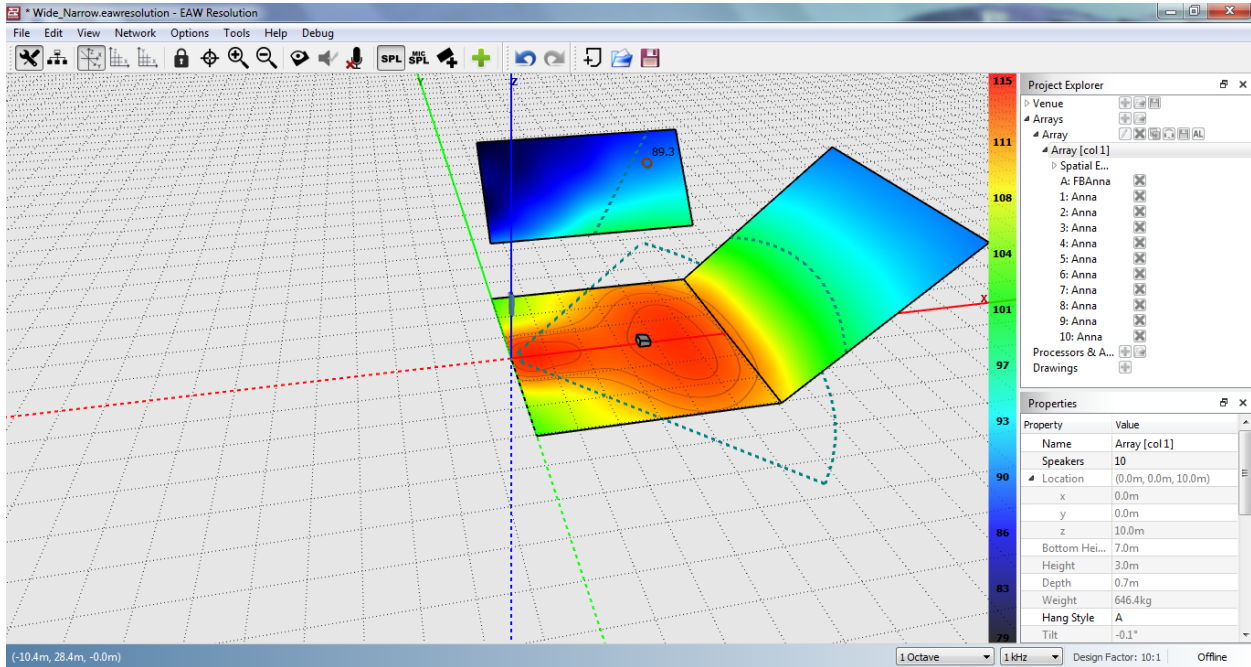 * Wide_Narrow.eawresolution - EAW Resolution
File Edit View Network Options Tools Help Debug
SPL MIC SPL
Y
Z
X
89.3
115
111
108
104
101
97
93
90
86
83
79
Project Explorer
Venue
Arrays
Array AL
Array [col 1]
Spatial E...
A: FBAnna
1: Anna
2: Anna
3: Anna
4: Anna
5: Anna
6: Anna
7: Anna
8: Anna
9: Anna
10: Anna
Processors & A...
Drawings
Properties
Property Value
Name Array [col 1]
Speakers 10
Location (0.0m, 0.0m, 10.0m)
x 0.0m
y 0.0m
z 10.0m
Bottom Hei... 7.0m
Height 3.0m
Depth 0.7m
Weight 646.4kg
Hang Style A
Tilt -0.1°
(-10.4m, 28.4m, -0.0m) 1 Octave 1 kHz Design Factor: 10:1 Offline